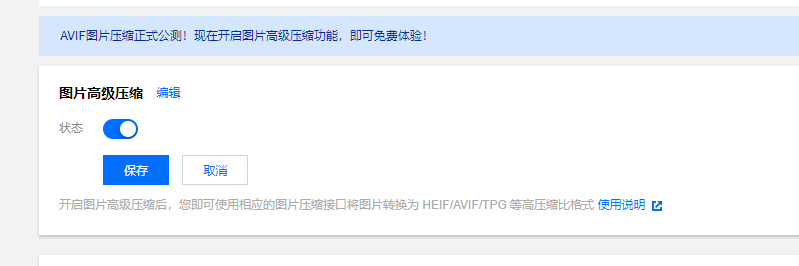 AVIF图片压缩正式公测！现在开启图片高级压缩功能，即可免费体验！
图片高级压缩 编辑
状态
保存 取消
开启图片高级压缩后，您即可使用相应的图片压缩接口将图片转换为 HEIF/AVIF/TPG 等高压缩比格式 使用说明